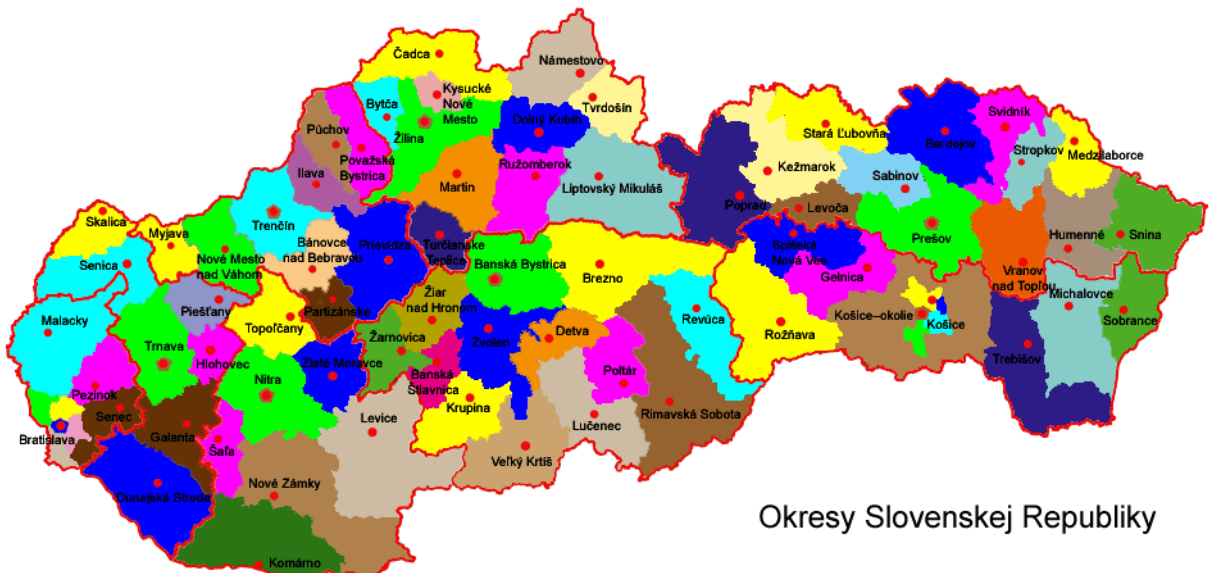 Čadca
Námestovo
Kysucké
Nové
Mesto
Bytča
Tvrdošín
Púchov
Žilina
Dolný Kubín
Považská
Bystrica
Ružomberok
Ilava
Martin
Liptovský Mikuláš
Stará Ľubovňa
Kežmarok
Poprad
Levoča
Sabinov
Bardejov
Svidník
Stropkov
Medzilaborce
Prešov
Humenné
Snina
Vranov
nad Topľou
Skalica
Myjava
Senica
Nové Mesto
nad Váhom
Trenčín
Bánovce
nad Bebravou
Prievidza
Turčianske
Teplice
Banská Bystrica
Brezno
Spišská
Nová Ves
Gelnica
Rožňava
Košice–okolie
Košice
Michalovce
Sobrance
Trebišov
Malacky
Piešťany
Trnava
Hlohovec
Topoľčany
Partizánske
Žiar
nad Hronom
Žarnovica
Zvolen
Detva
Revúca
Pezinok
Senec
Bratislava
Galanta
Šaľa
Nitra
Zlaté Moravce
Banská
Štiavnica
Krupina
Poltár
Rimavská Sobota
Lučenec
Levice
Veľký Krtíš
Dunajská Streda
Nové Zámky
Komárno
Okresy Slovenskej Republiky